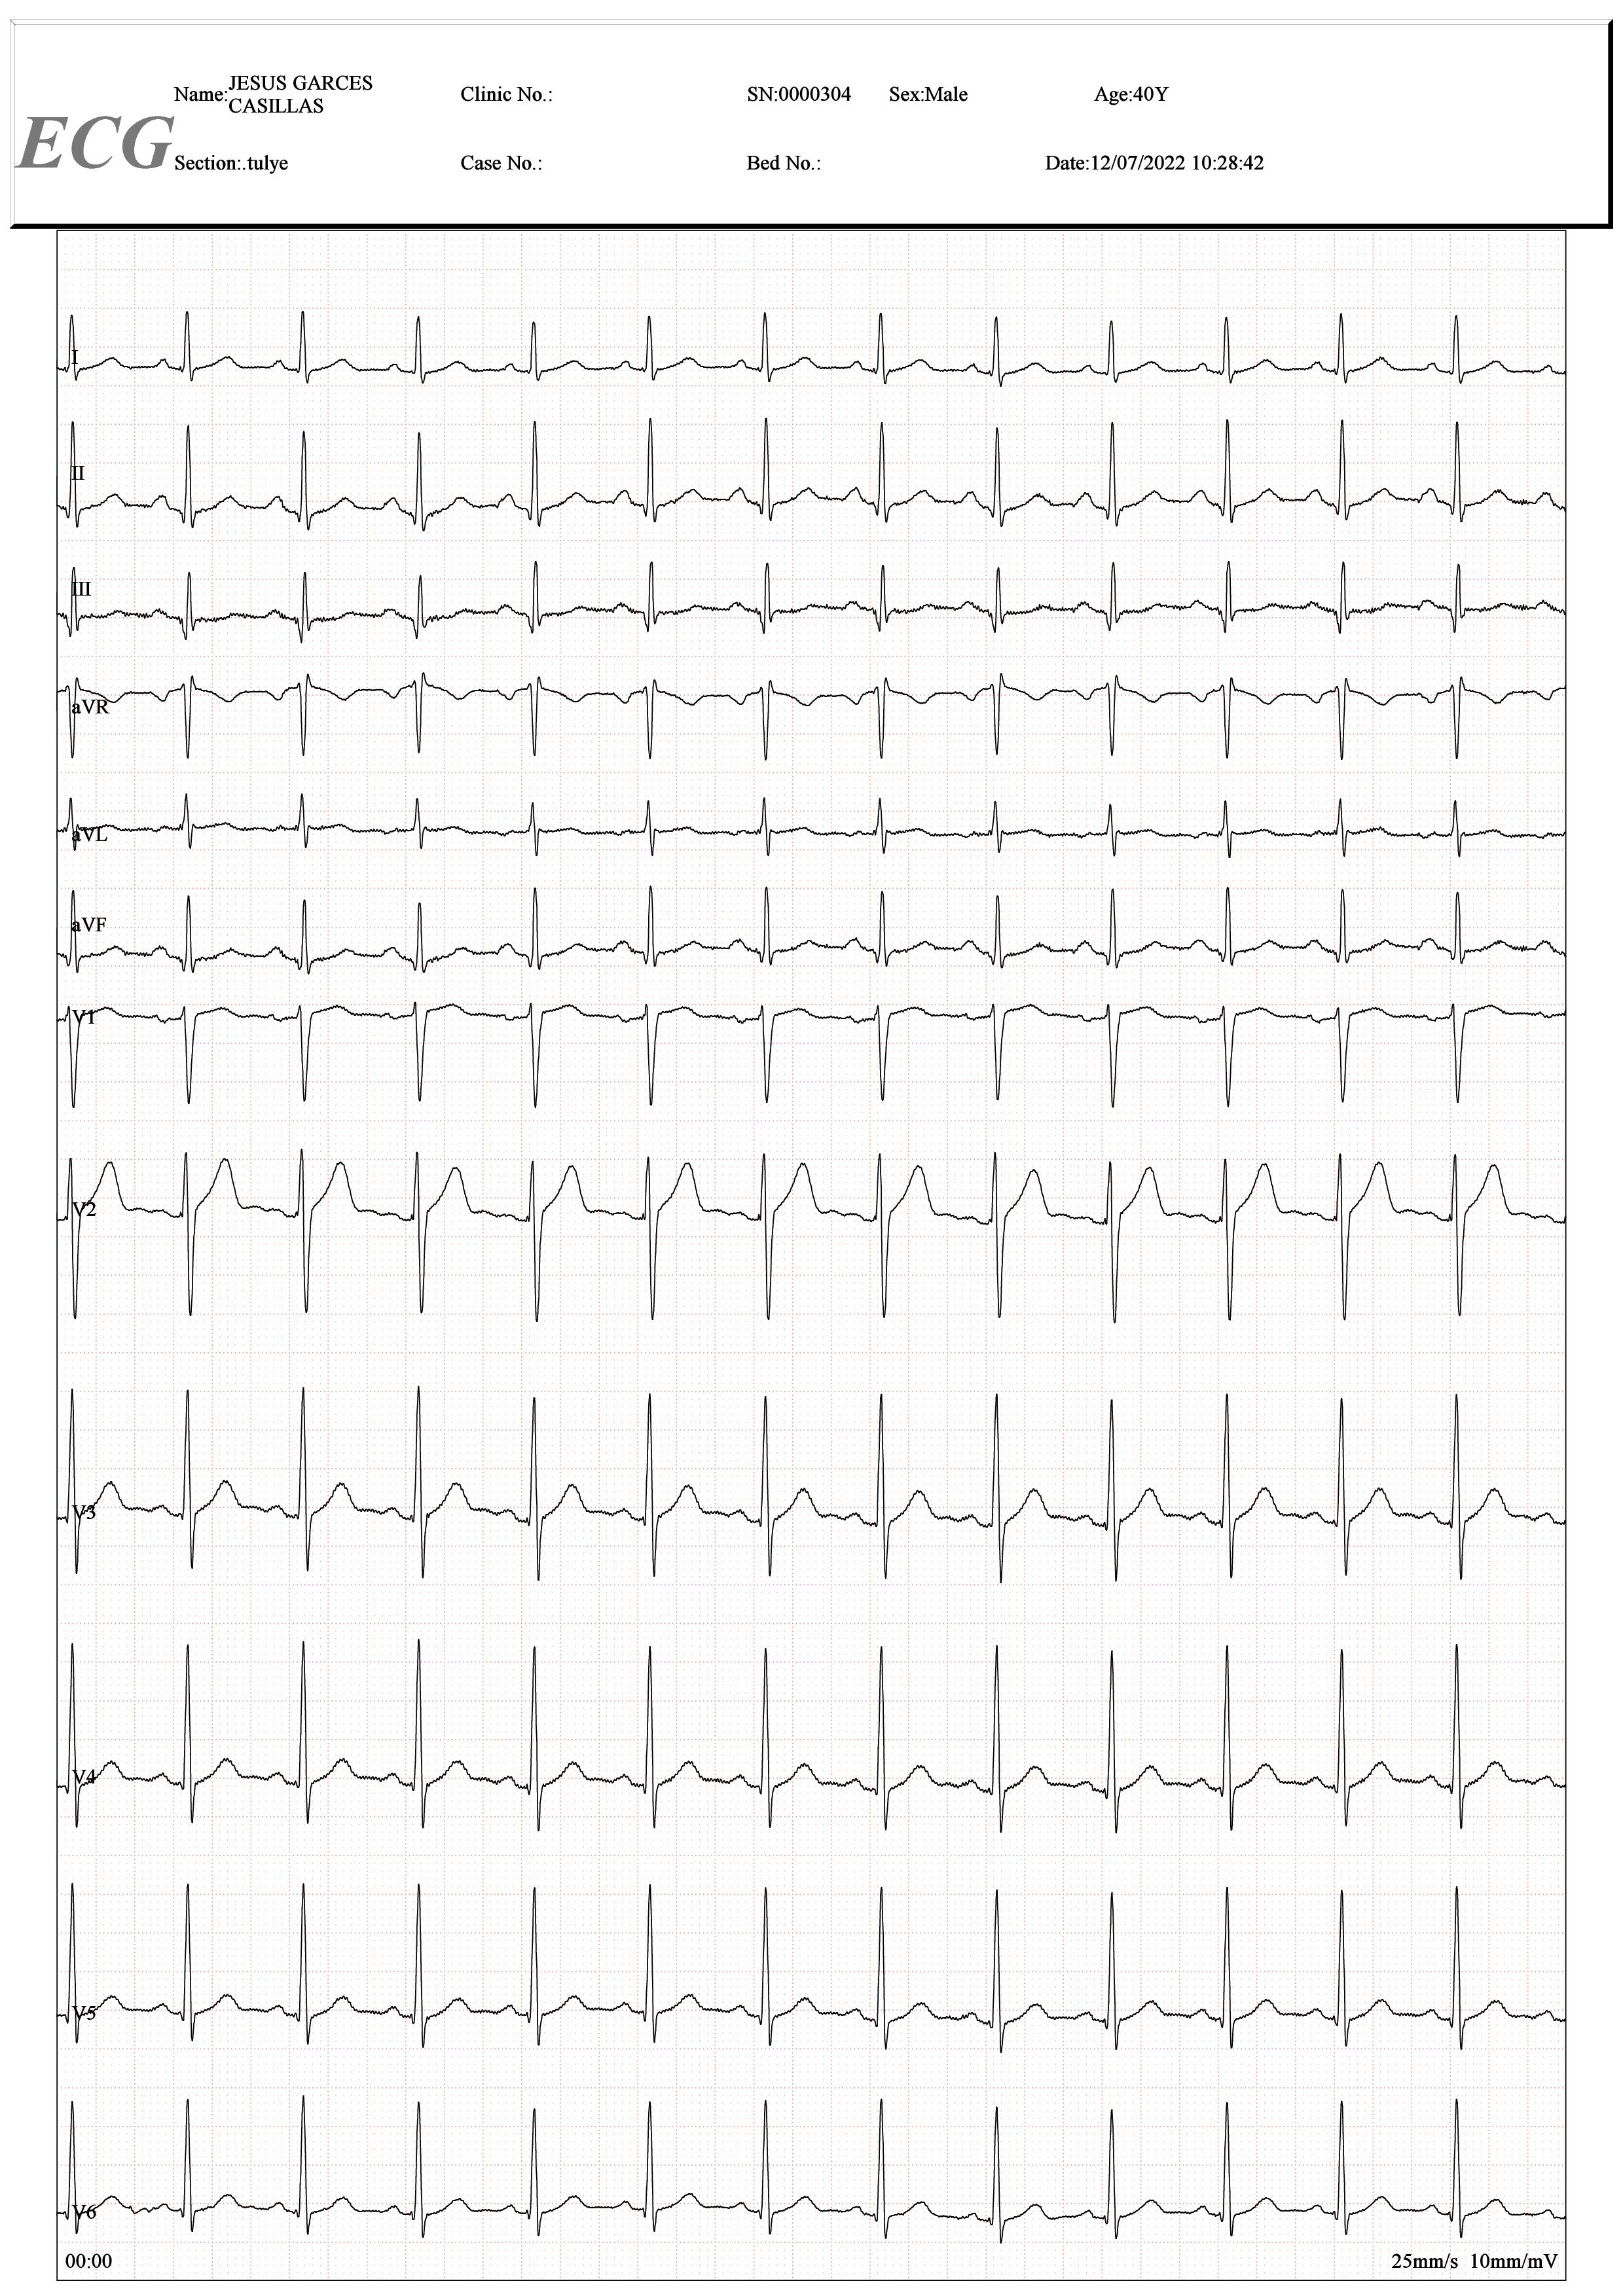 ECG
Name:JESUS GARCES CASILLAS Clinic No.: SN:0000304 Sex:Male Age:40Y
Section:.tulye Case No.: Bed No.: Date:12/07/2022 10:28:42
I
II
III
aVR
aVL
aVF
V1
V2
V3
V4
V5
V6
00:00 25mm/s 10mm/mV